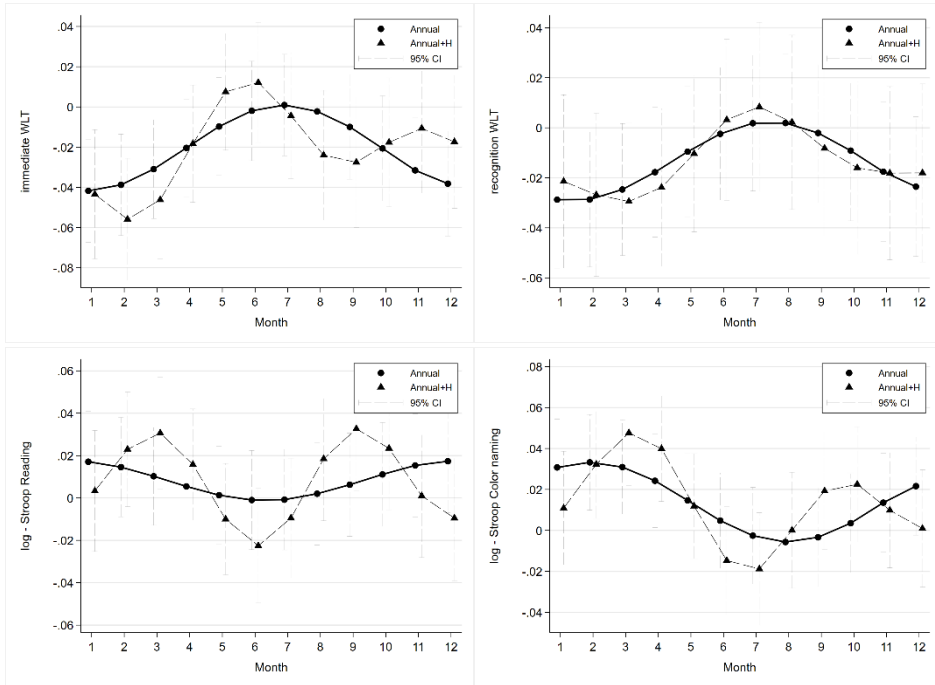 .04
.02
0
-.02
-.04
-.06
-.08
immediate WLT
1 2 3 4 5 6 7 8 9 10 11 12
Month
Annual
Annual+H
95% CI
.04
.02
0
-.02
-.04
-.06
recognition WLT
1 2 3 4 5 6 7 8 9 10 11 12
Month
Annual
Annual+H
95% CI
.06
.04
.02
0
-.02
-.04
-.06
log - Stroop Reading
1 2 3 4 5 6 7 8 9 10 11 12
Month
Annual
Annual+H
95% CI
.08
.06
.04
.02
0
-.02
-.04
log - Stroop Color naming
1 2 3 4 5 6 7 8 9 10 11 12
Month
Annual
Annual+H
95% CI